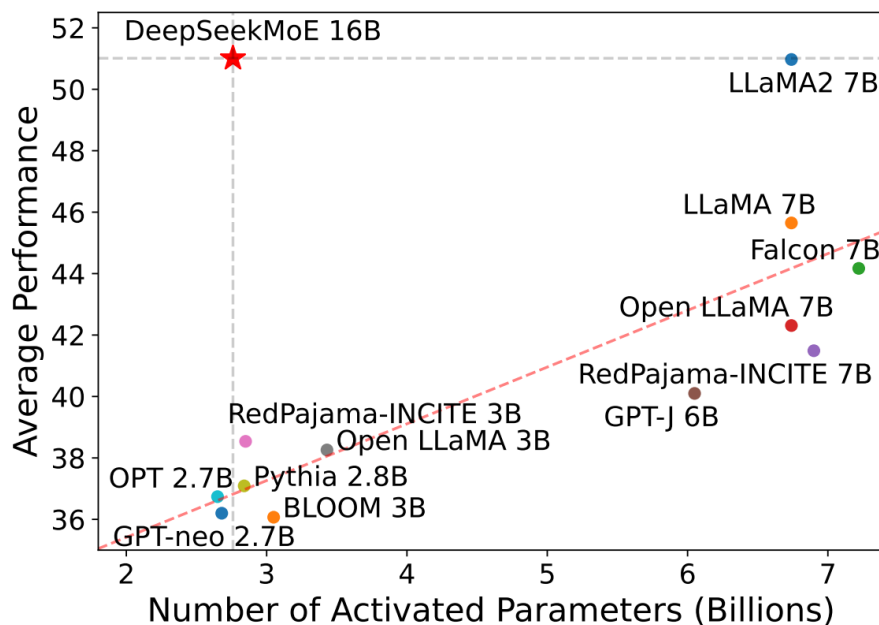 DeepSeekMoE 16B
LLaMA2 7B
LLaMA 7B
Falcon 7B
Open LLaMA 7B
RedPajama-INCITE 7B
GPT-J 6B
RedPajama-INCITE 3B
Open LLaMA 3B
OPT 2.7B
Pythia 2.8B
BLOOM 3B
GPT-neo 2.7B
52
50
48
46
44
42
40
38
36
Average Performance
2 3 4 5 6 7
Number of Activated Parameters (Billions)